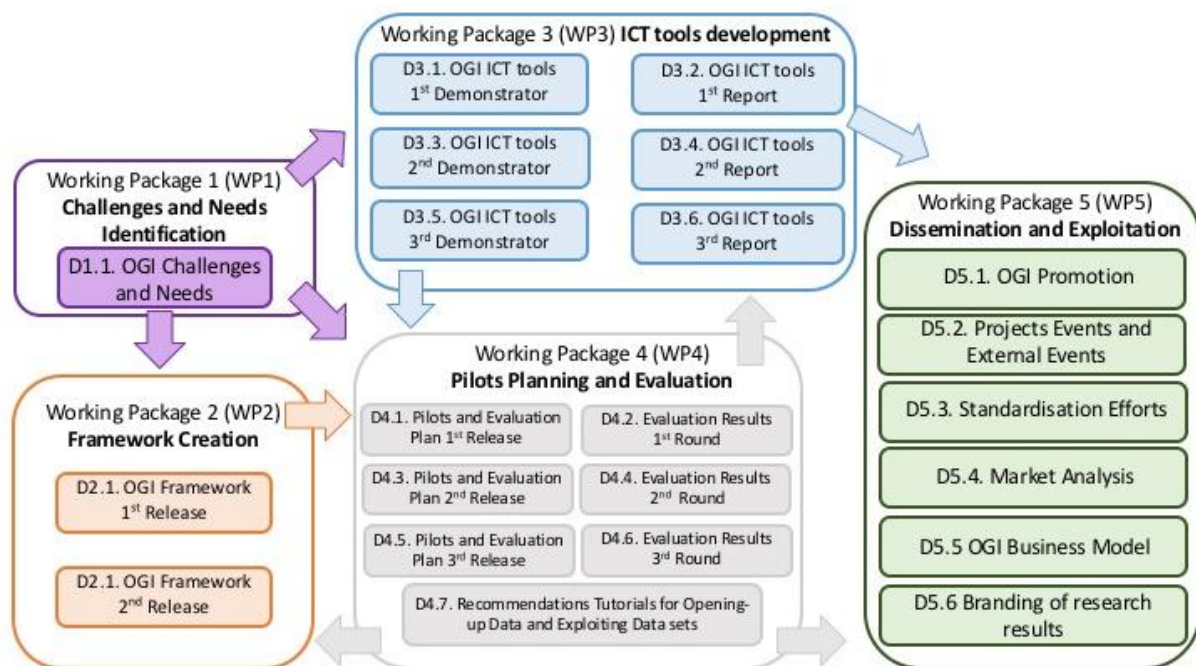 Working Package 3 (WP3) ICT tools development
D3.1. OGI ICT tools
1st Demonstrator
D3.2. OGI ICT tools
1st Report
D3.3. OGI ICT tools
2nd Demonstrator
D3.4. OGI ICT tools
2nd Report
D3.5. OGI ICT tools
3rd Demonstrator
D3.6. OGI ICT tools
3rd Report
Working Package 1 (WP1)
Challenges and Needs
Identification
D1.1. OGI Challenges
and Needs
Working Package 2 (WP2)
Framework Creation
D2.1. OGI Framework
1st Release
D2.1. OGI Framework
2nd Release
Working Package 4 (WP4)
Pilots Planning and Evaluation
D4.1. Pilots and Evaluation
Plan 1st Release
D4.2. Evaluation Results
1st Round
D4.3. Pilots and Evaluation
Plan 2nd Release
D4.4. Evaluation Results
2nd Round
D4.5. Pilots and Evaluation
Plan 3rd Release
D4.6. Evaluation Results
3rd Round
D4.7. Recommendations Tutorials for Opening-
up Data and Exploiting Data sets
Working Package 5 (WP5)
Dissemination and Exploitation
D5.1. OGI Promotion
D5.2. Projects Events and
External Events
D5.3. Standardisation Efforts
D5.4. Market Analysis
D5.5 OGI Business Model
D5.6 Branding of research
results